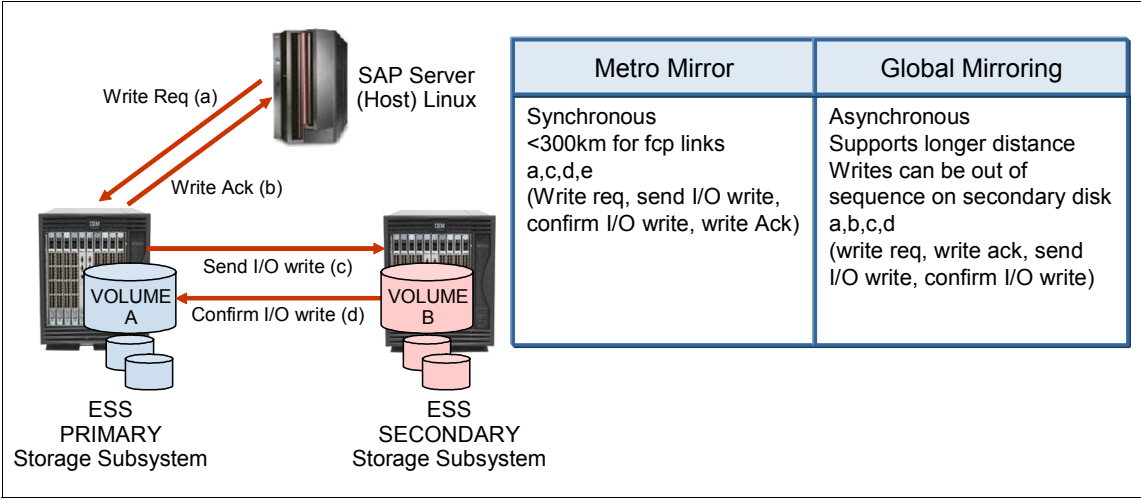 SAP Server
(Host) Linux
Write Req (a)
Write Ack (b)
IBM
IBM
Send I/O write (c)
VOLUME
A
Confirm I/O write (d)
VOLUME
B
ESS
PRIMARY
Storage Subsystem
ESS
SECONDARY
Storage Subsystem
Metro Mirror
Synchronous
<300km for fcp links
a,c,d,e
(Write req, send I/O write,
confirm I/O write, write Ack)
Global Mirroring
Asynchronous
Supports longer distance
Writes can be out of
sequence on secondary disk
a,b,c,d
(write req, write ack, send
I/O write, confirm I/O write)